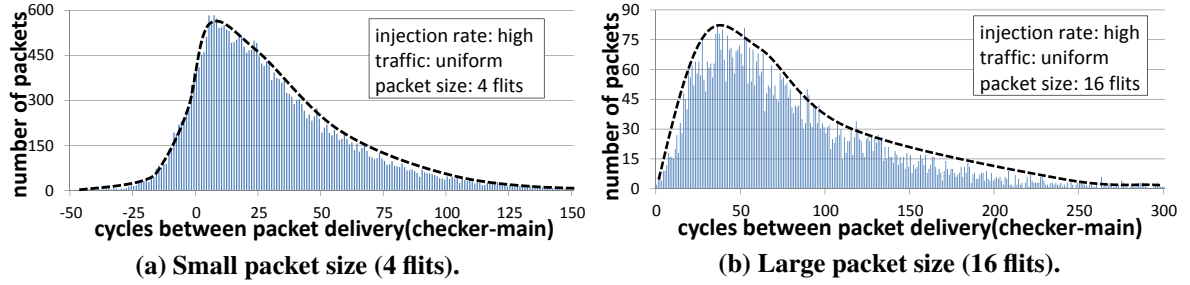 600
450
300
150
0
number of packets
injection rate: high
traffic: uniform
packet size: 4 flits
-50 -25 0 25 50 75 100 125 150
cycles between packet delivery(checker-main)
(a) Small packet size (4 flits).
90
75
60
45
30
15
0
number of packets
injection rate: high
traffic: uniform
packet size: 16 flits
0 50 100 150 200 250 300
cycles between packet delivery(checker-main)
(b) Large packet size (16 flits).